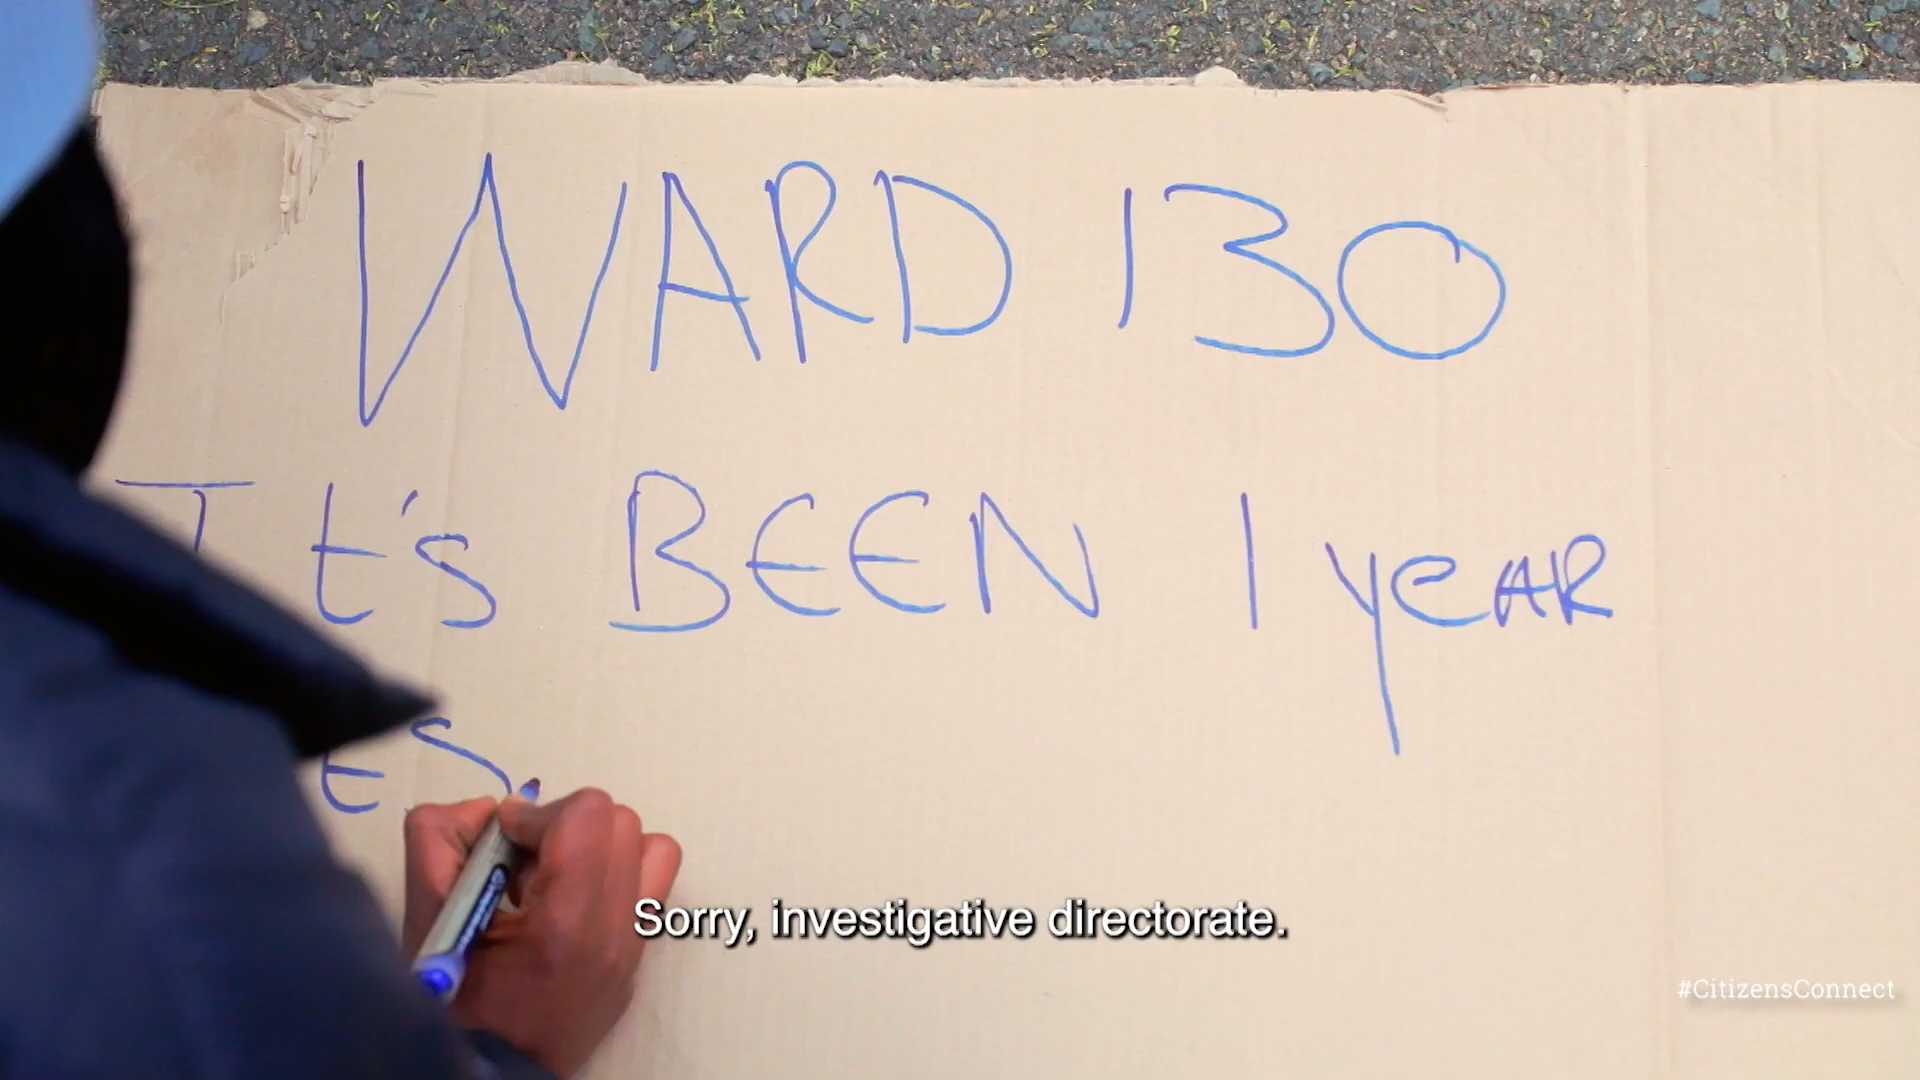 WARD 130
It's BEEN 1 yeAR
Sorry, investigative directorate.
#CitizensConnect